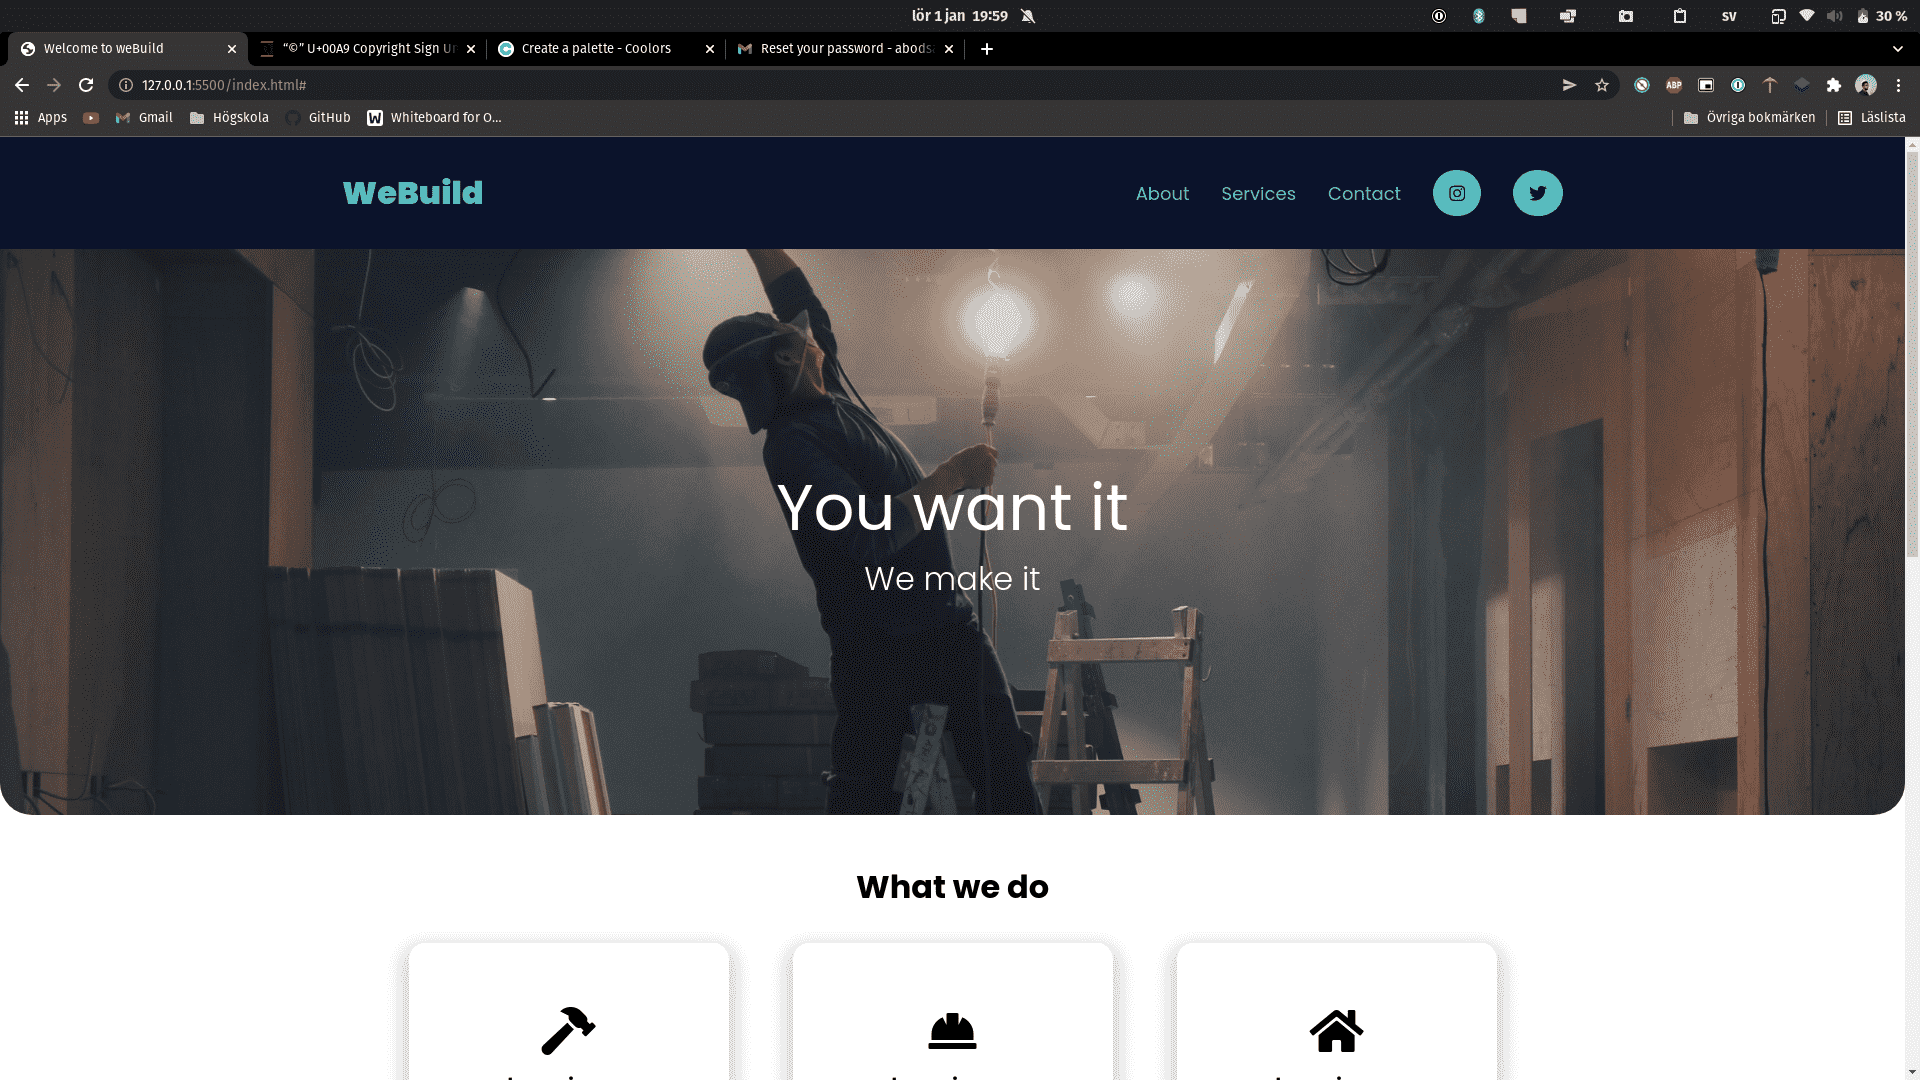 lör 1 jan 19:59
SV
30 %
Welcome to weBuild
“©” U+00A9 Copyright Sign Un
Create a palette - Coolors
Reset your password - abods
127.0.0.1:5500/index.html#
ABP
Apps
Gmail
Högskola
GitHub
W
Whiteboard for O...
Övriga bokmärken
Läslista
WeBuild
About
Services
Contact
You want it
We make it
What we do